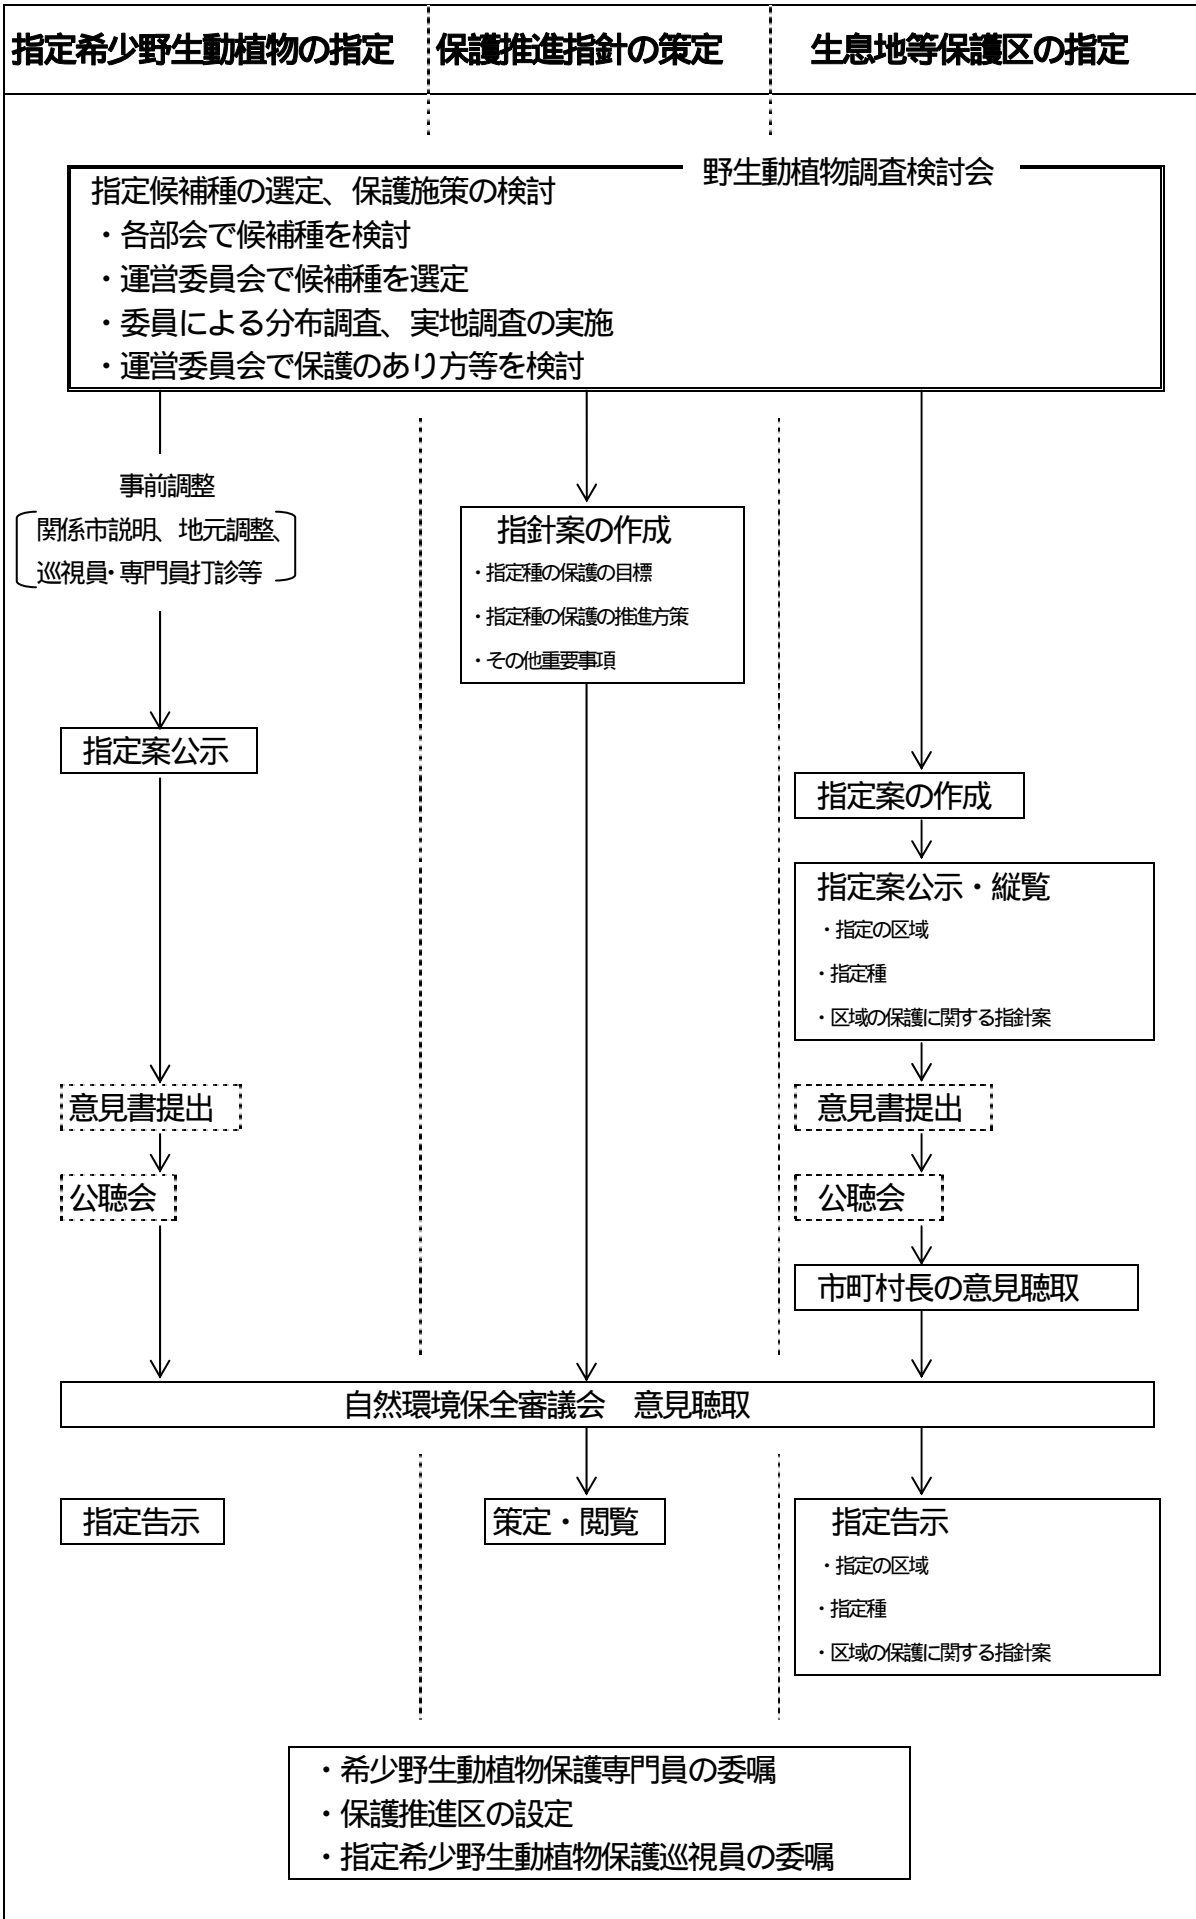 指定希少野生動植物の指定
保護推進指針の策定
生息地等保護区の指定
野生動植物調査検討会
指定候補種の選定、保護施策の検討
・各部会で候補種を検討
・運営委員会で候補種を選定
・委員による分布調査、実地調査の実施
・運営委員会で保護のあり方等を検討
事前調整
関係市説明、地元調整、
巡視員・専門員打診等
指定案公示
意見書提出
公聴会
指針案の作成
・指定種の保護の目標
・指定種の保護の推進方策
・その他重要事項
指定案の作成
指定案公示・縦覧
・指定の区域
・指定種
・区域の保護に関する指針案
意見書提出
公聴会
市町村長の意見聴取
自然環境保全審議会　意見聴取
指定告示
策定・閲覧
指定告示
・指定の区域
・指定種
・区域の保護に関する指針案
・希少野生動植物保護専門員の委嘱
・保護推進区の設定
・指定希少野生動植物保護巡視員の委嘱